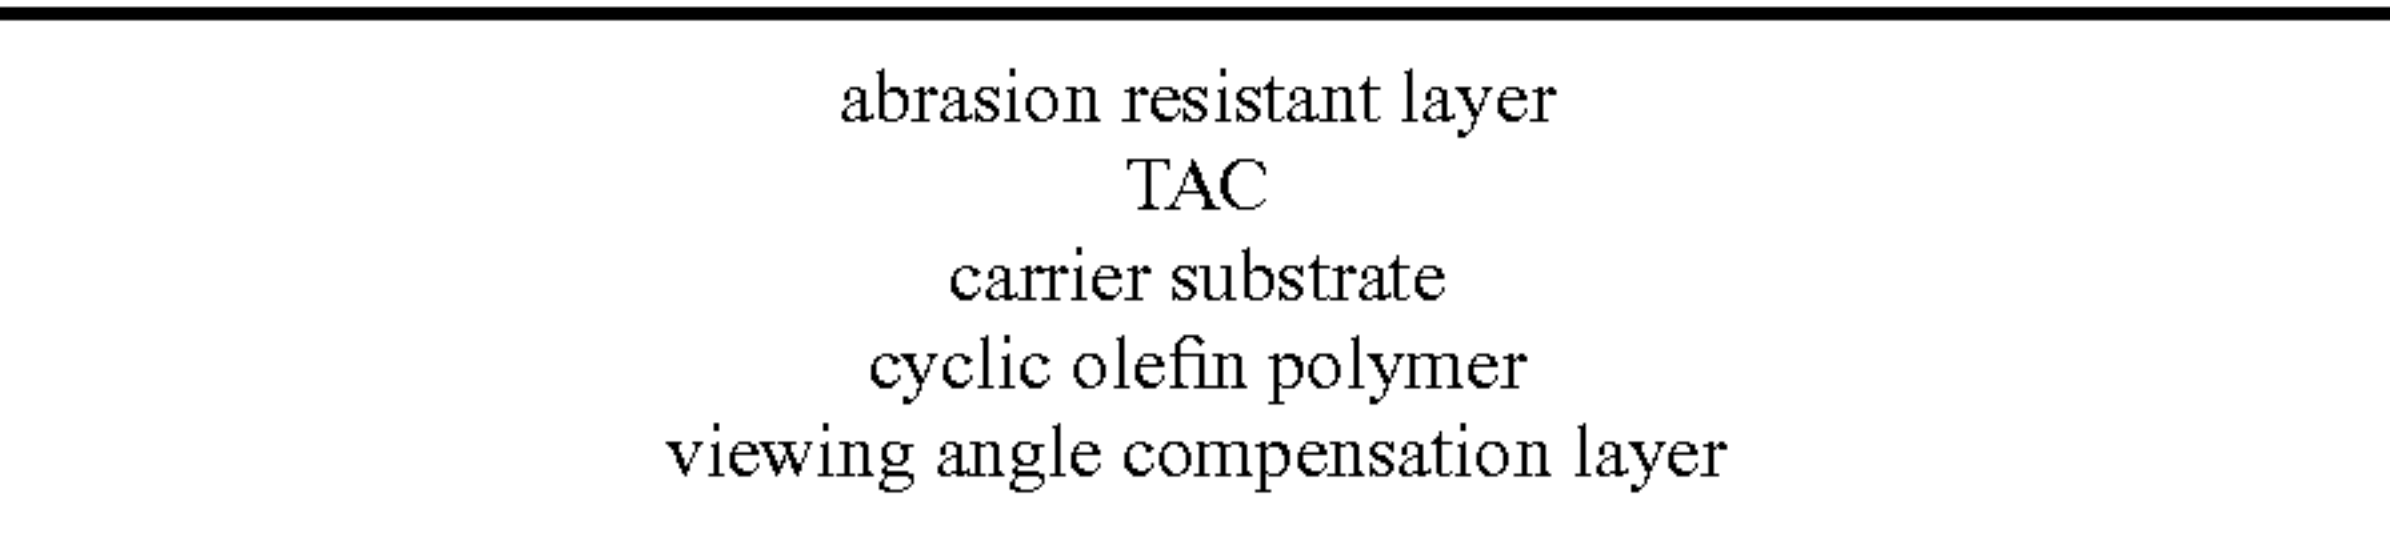 abrasion resistant layer
TAC
carrier substrate
cyclic olefin polymer
viewing angle compensation layer